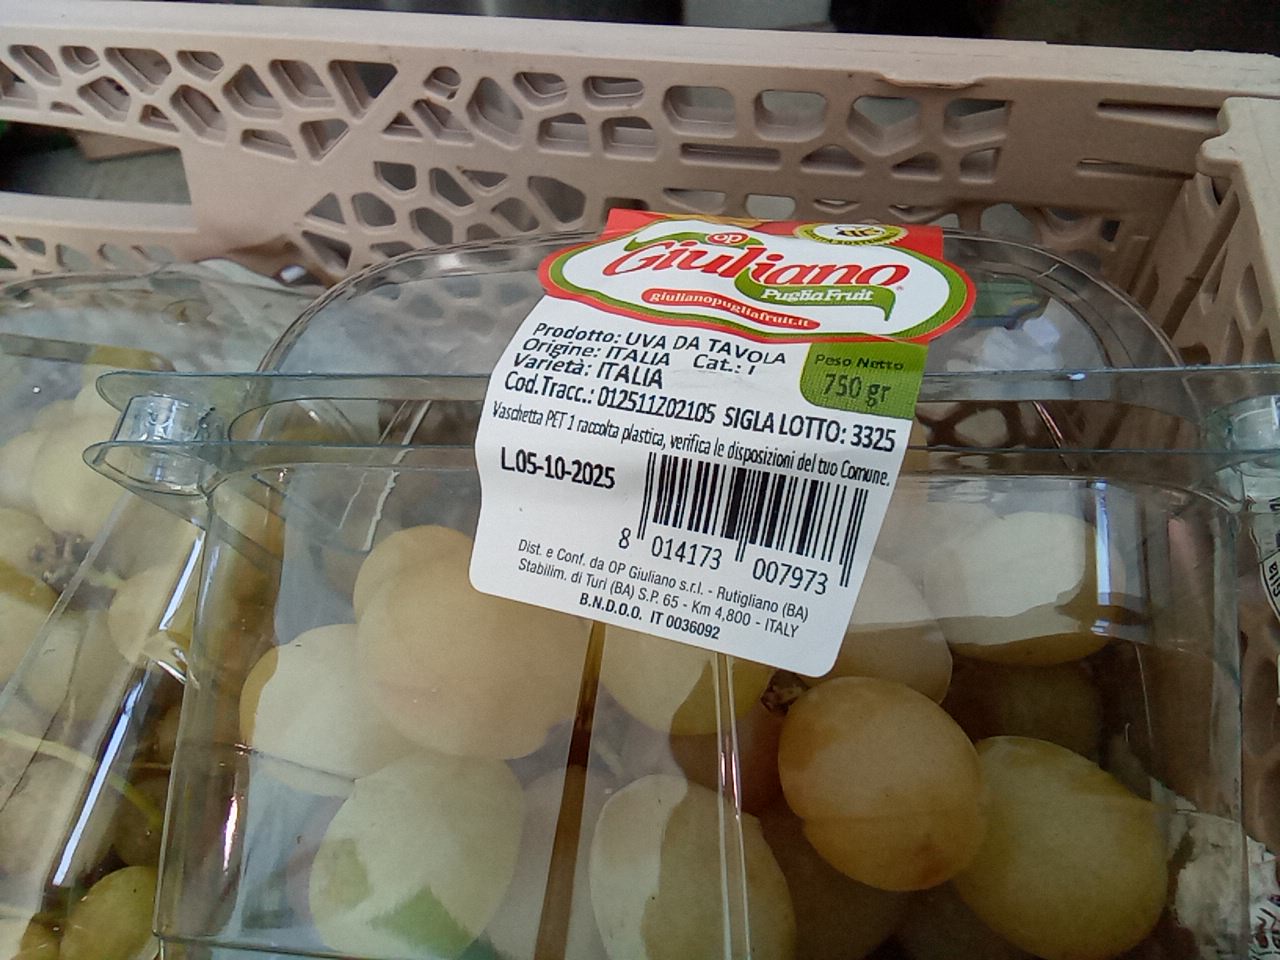 OP
Giuliano
PugliaFruit
giulianopugliafruit.it
Prodotto: UVA DA TAVOLA
Origine: ITALIA Cat.: I
Varietà: ITALIA
Peso Netto
750 gr
Cod.Tracc.: 012511Z02105 SIGLA LOTTO: 3325
Vaschetta PET 1 raccolta plastica, verifica le disposizioni del tuo Comune.
L.05-10-2025
8 014173 007973
Dist. e Conf. da OP Giuliano s.r.l. - Rutigliano (BA)
Stabilim. di Turi (BA) S.P. 65 - Km 4,800 - ITALY
B.N.D.O.O. IT 0036092